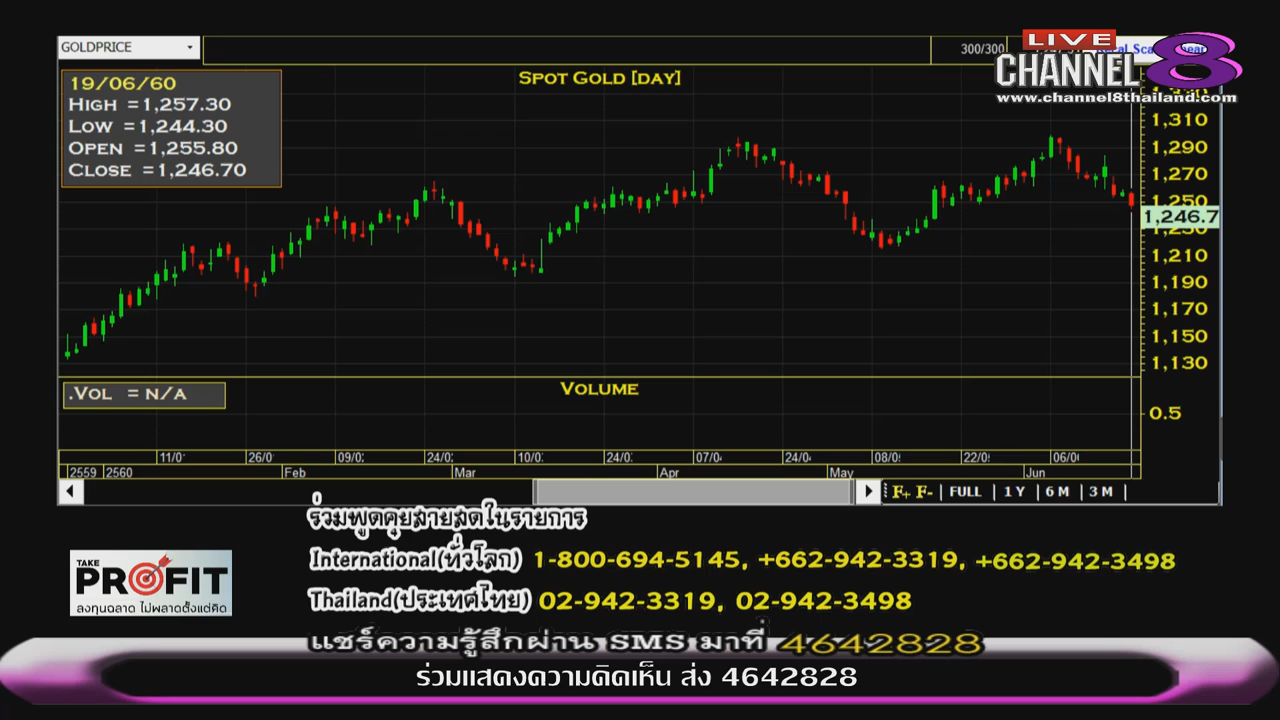 GOLDPRICE
300/300
LIVE
CHANNEL 8
www.channel8thailand.com
SPOT GOLD [DAY]
19/06/60
HIGH =1,257.30
LOW =1,244.30
OPEN =1,255.80
CLOSE =1,246.70
1,310
1,290
1,270
1,250
1,246.7
1,230
1,210
1,190
1,170
1,150
1,130
.VOL = N/A
VOLUME
0.5
11/0 26/0 09/0 24/0 10/0 24/0 07/0 24/0 08/0 22/0 06/0
2559 2560 Feb Mar Apr May Jun
F+ F- FULL 1 Y 6 M 3 M
ร่วมพูดคุยสายสดในรายการ
International(ทั่วโลก) 1-800-694-5145, +662-942-3319, +662-942-3498
TAKE
PROFIT
ลงทุนฉลาด ไม่พลาดตั้งแต่คิด
Thailand(ประเทศไทย) 02-942-3319, 02-942-3498
แชร์ความรู้สึกผ่าน SMS มาที่ 4642828
ร่วมแสดงความคิดเห็น ส่ง 4642828